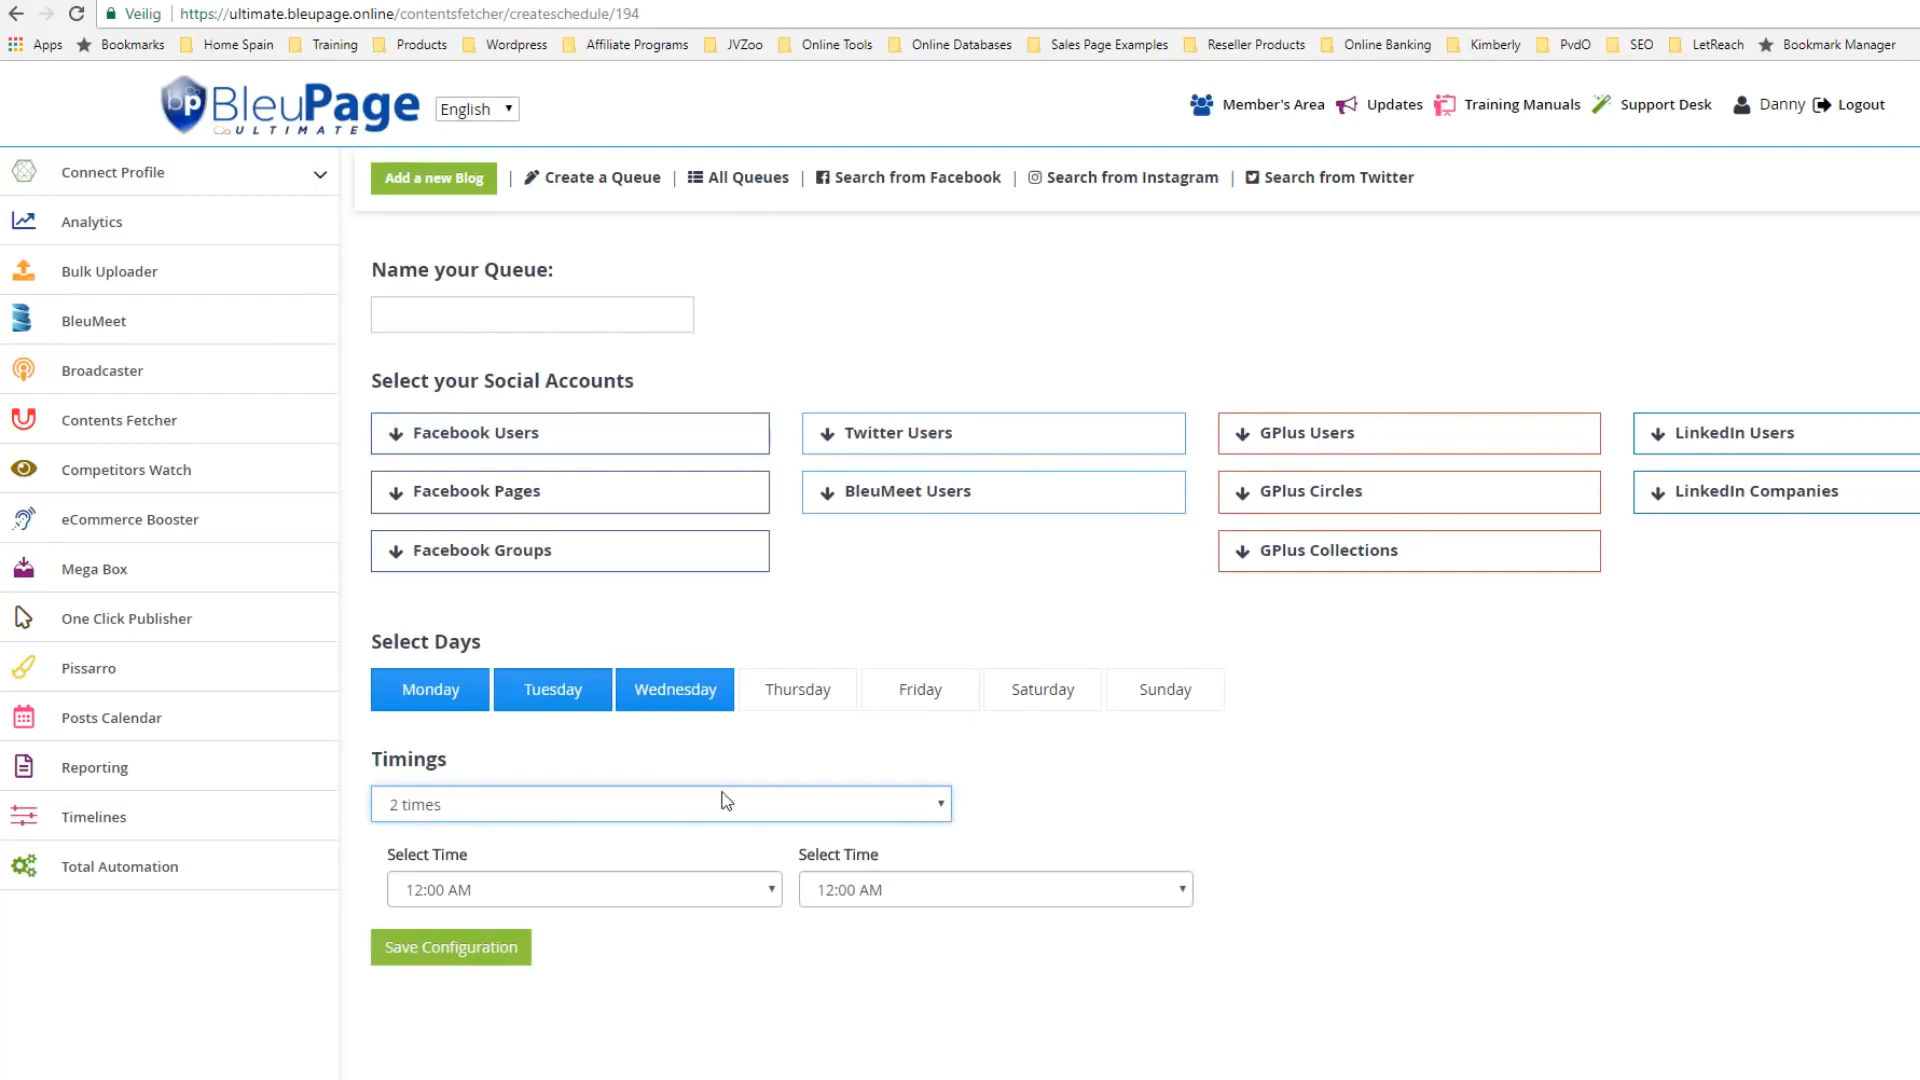 Veilig | https://ultimate.bleupage.online/contentsfetcher/createschedule/194
Apps Bookmarks Home Spain Training Products Wordpress Affiliate Programs JVZoo Online Tools Online Databases Sales Page Examples Reseller Products Online Banking Kimberly PvdO SEO LetReach Bookmark Manager
bp BleuPage ULTIMATE English Member's Area Updates Training Manuals Support Desk Danny Logout
Connect Profile
Analytics
Bulk Uploader
BleuMeet
Broadcaster
Contents Fetcher
Competitors Watch
eCommerce Booster
Mega Box
One Click Publisher
Pissarro
Posts Calendar
Reporting
Timelines
Total Automation
Add a new Blog | Create a Queue | All Queues | Search from Facebook | Search from Instagram | Search from Twitter
Name your Queue:
Select your Social Accounts
Facebook Users Twitter Users GPlus Users LinkedIn Users
Facebook Pages BleuMeet Users GPlus Circles LinkedIn Companies
Facebook Groups GPlus Collections
Select Days
Monday Tuesday Wednesday Thursday Friday Saturday Sunday
Timings
2 times
Select Time Select Time
12:00 AM 12:00 AM
Save Configuration